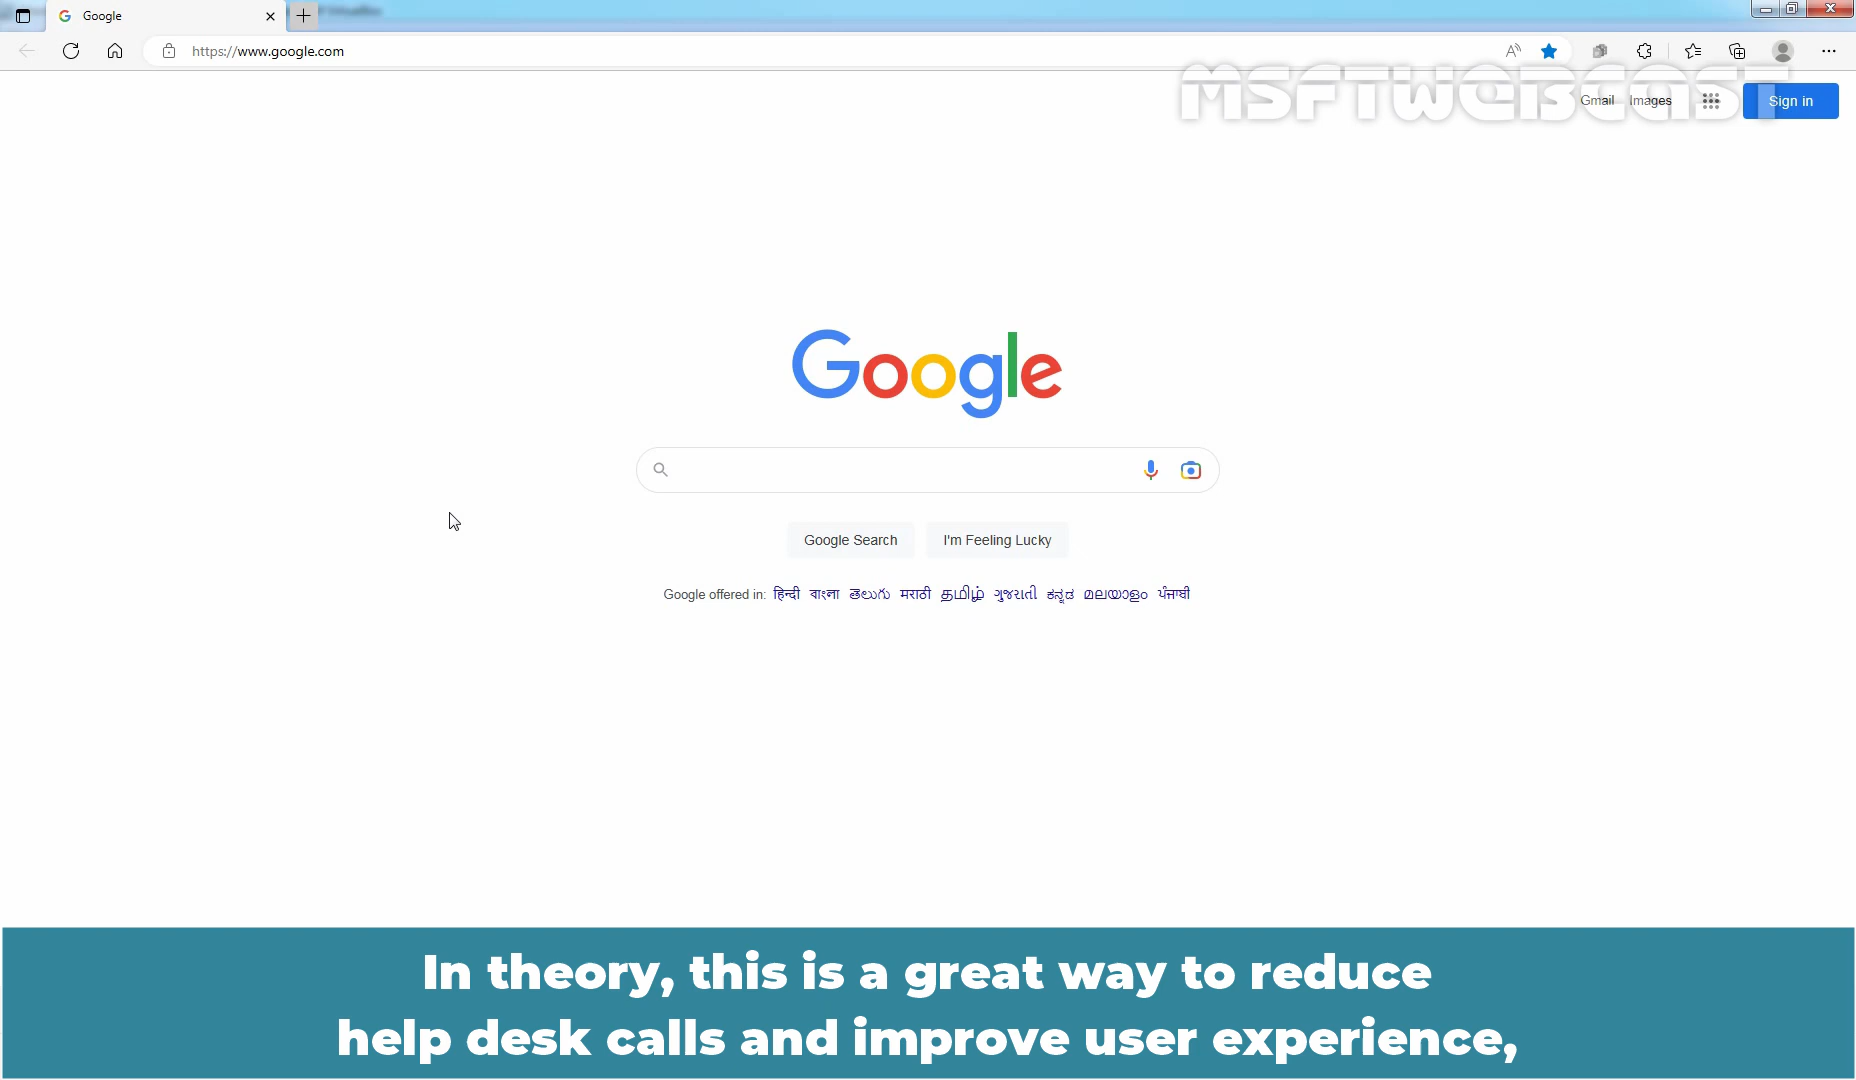 Google
https://www.google.com
MSFTWEBCAST
Gmail Images Sign in
Google
Google Search I'm Feeling Lucky
Google offered in: हिन्दी বাংলা తెలుగు मराठी தமிழ் ગુજરાતી ಕನ್ನಡ മലയാളം ਪੰਜਾਬੀ
In theory, this is a great way to reduce
help desk calls and improve user experience,